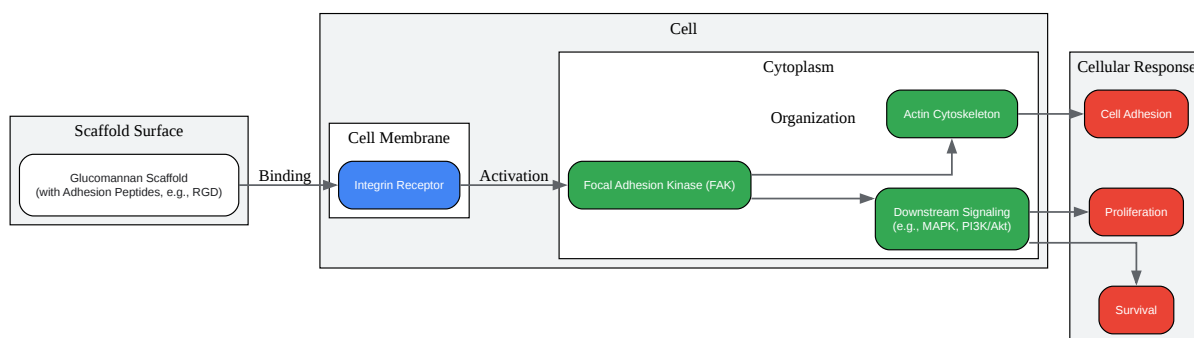 Cell
Cytoplasm
Cellular Response
Scaffold Surface
Cell Membrane
Organization
Actin Cytoskeleton
Cell Adhesion
Glucomannan Scaffold
(with Adhesion Peptides, e.g., RGD)
Binding
Integrin Receptor
Activation
Focal Adhesion Kinase (FAK)
Downstream Signaling
(e.g., MAPK, PI3K/Akt)
Proliferation
Survival